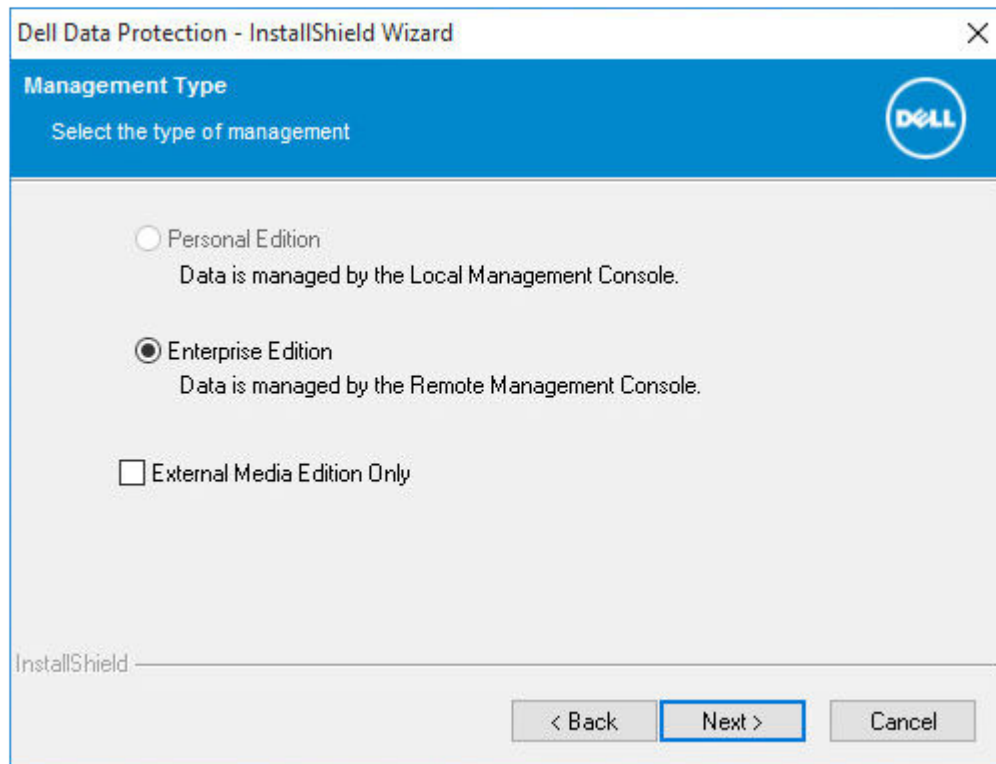 Dell Data Protection - InstallShield Wizard
Management Type
Select the type of management
DELL
Personal Edition
Data is managed by the Local Management Console.
Enterprise Edition
Data is managed by the Remote Management Console.
External Media Edition Only
InstallShield
< Back
Next >
Cancel